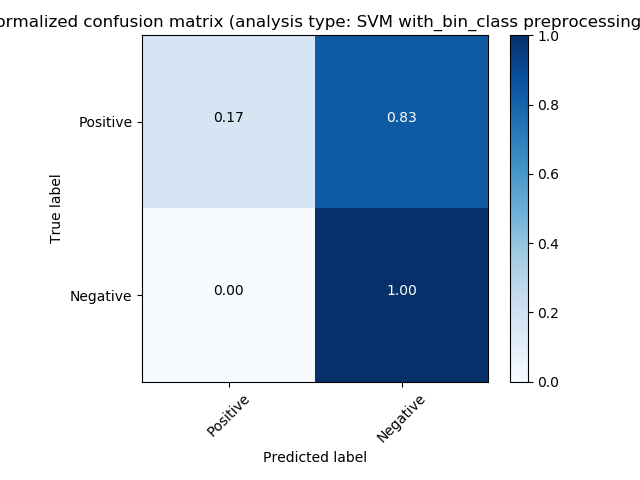 ormalized confusion matrix (analysis type: SVM with_bin_class preprocessing
1.0
Positive
0.17
0.83
0.8
0.6
True label
0.4
Negative
0.00
1.00
0.2
0.0
Positive
Negative
Predicted label